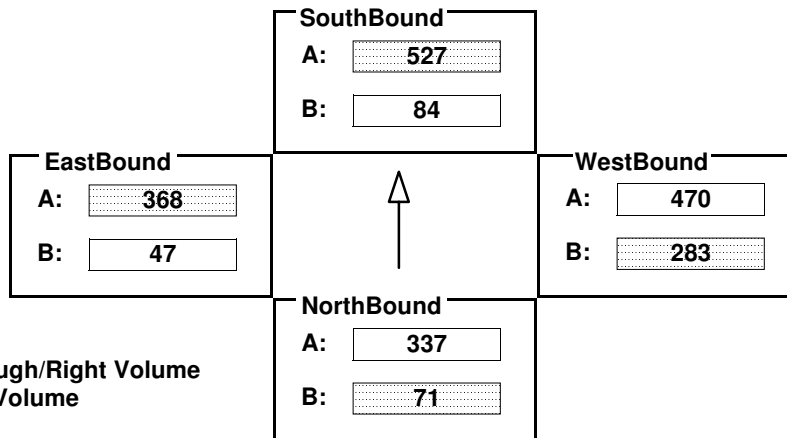 SouthBound
A: 527
B: 84
EastBound
A: 368
B: 47
WestBound
A: 470
B: 283
NorthBound
A: 337
B: 71
ugh/Right Volume
Volume